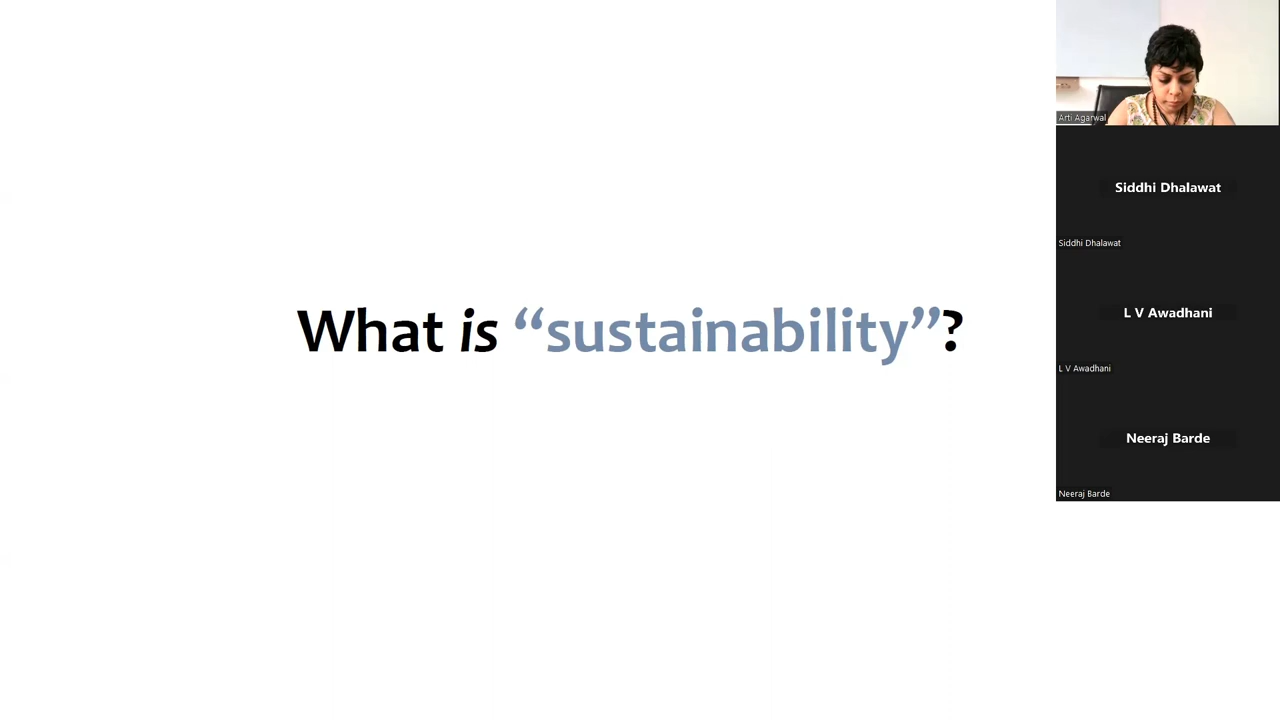 What is “sustainability”?
Arti Agarwal
Siddhi Dhalawat
Siddhi Dhalawat
L V Awadhani
L V Awadhani
Neeraj Barde
Neeraj Barde